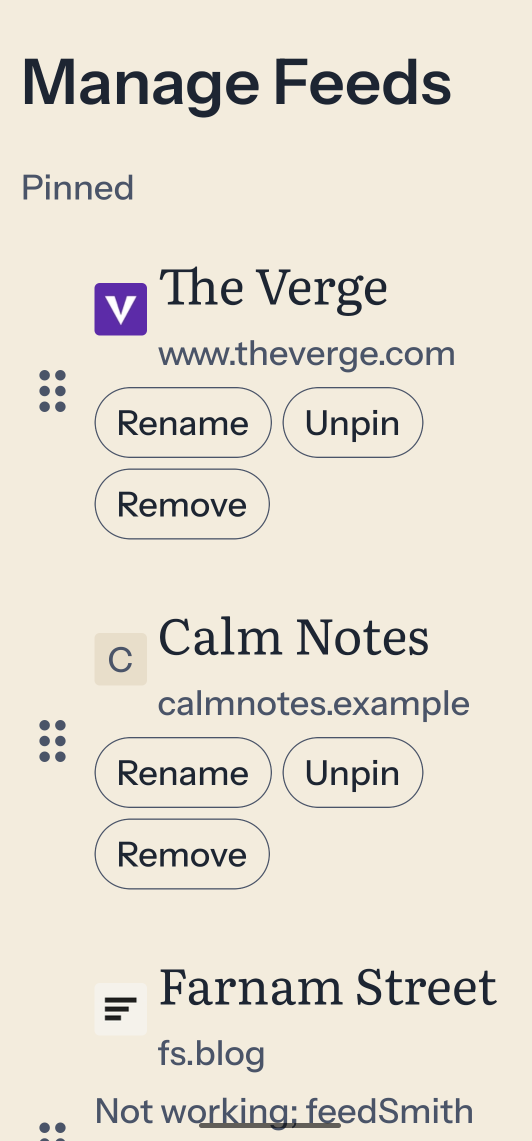 Manage Feeds
Pinned
V The Verge
www.theverge.com
Rename Unpin
Remove
C Calm Notes
calmnotes.example
Rename Unpin
Remove
Farnam Street
fs.blog
Not working; feedSmith